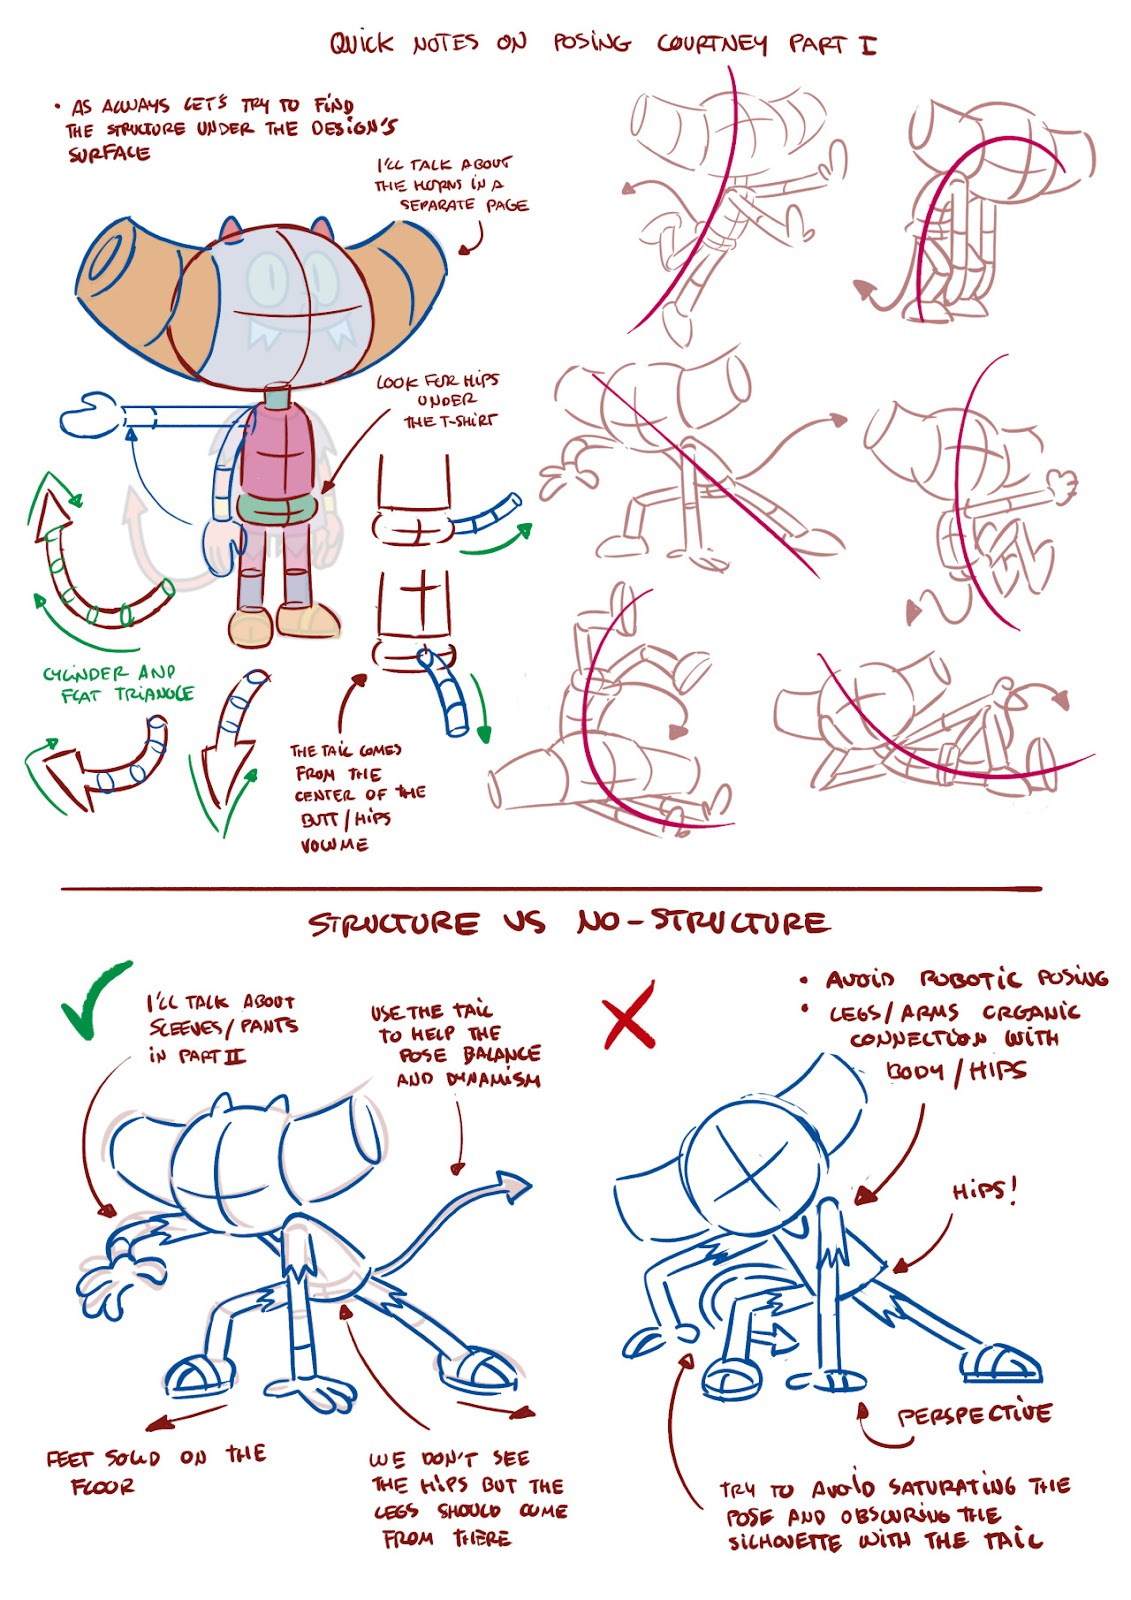 QUICK NOTES ON POSING COURTNEY PART I
• AS ALWAYS LET'S TRY TO FIND
THE STRUCTURE UNDER THE DESIGN'S
SURFACE
I'LL TALK ABOUT
THE HORNS IN A
SEPARATE PAGE
LOOK FOR HIPS
UNDER
THE T-SHIRT
CYLINDER AND
FLAT TRIANGLE
THE TAIL COMES
FROM THE
CENTER OF THE
BUTT/HIPS
VOLUME
STRUCTURE VS NO-STRUCTURE
I'LL TALK ABOUT
SLEEVES/PANTS
IN PART II
USE THE TAIL
TO HELP THE
POSE BALANCE
AND DYNAMISM
• AVOID ROBOTIC POSING
• LEGS/ARMS ORGANIC
CONNECTION WITH
BODY/HIPS
HIPS!
FEET SOLID ON THE
FLOOR
WE DON'T SEE
THE HIPS BUT THE
LEGS SHOULD COME
FROM THERE
PERSPECTIVE
TRY TO AVOID SATURATING THE
POSE AND OBSCURING THE
SILHOUETTE WITH THE TAIL